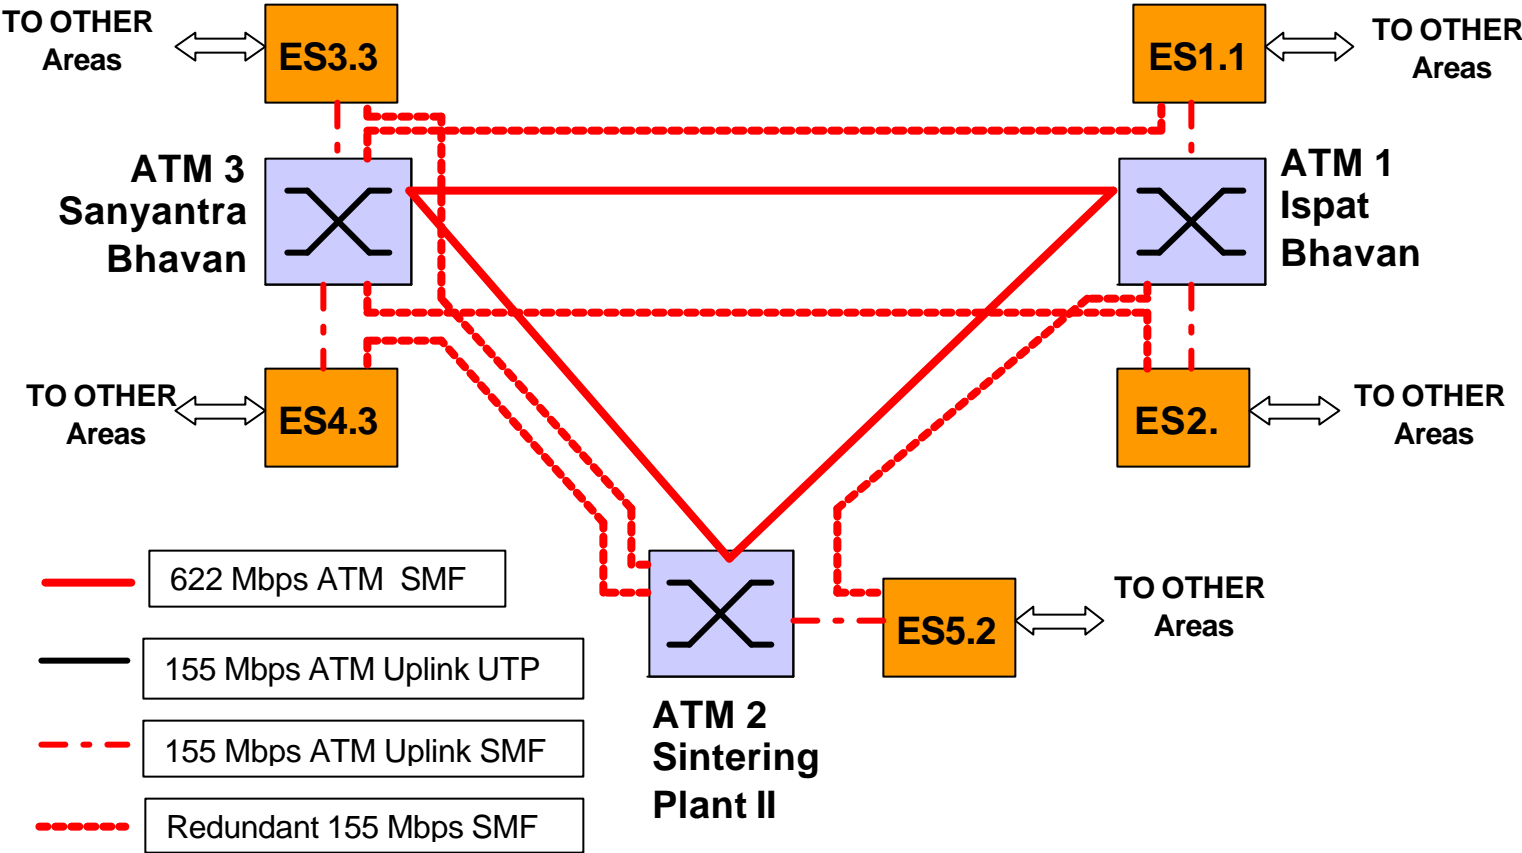 TO OTHER
Areas
ES3.3
ES1.1
TO OTHER
Areas
ATM 3
Sanyantra
Bhavan
ATM 1
Ispat
Bhavan
TO OTHER
Areas
ES4.3
ES2.
TO OTHER
Areas
622 Mbps ATM SMF
155 Mbps ATM Uplink UTP
155 Mbps ATM Uplink SMF
Redundant 155 Mbps SMF
ES5.2
TO OTHER
Areas
ATM 2
Sintering
Plant II